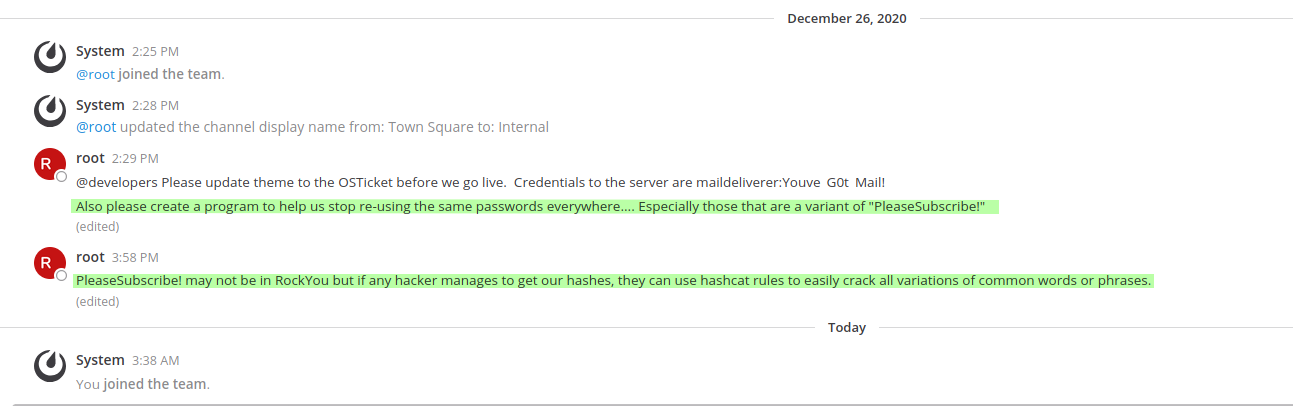 December 26, 2020
System 2:25 PM
@root joined the team.
System 2:28 PM
@root updated the channel display name from: Town Square to: Internal
R
root 2:29 PM
@developers Please update theme to the OSTicket before we go live.  Credentials to the server are maildeliverer:Youve  G0t  Mail!
Also please create a program to help us stop re-using the same passwords everywhere.... Especially those that are a variant of "PleaseSubscribe!"
(edited)
R
root 3:58 PM
PleaseSubscribe! may not be in RockYou but if any hacker manages to get our hashes, they can use hashcat rules to easily crack all variations of common words or phrases.
(edited)
Today
System 3:38 AM
You joined the team.